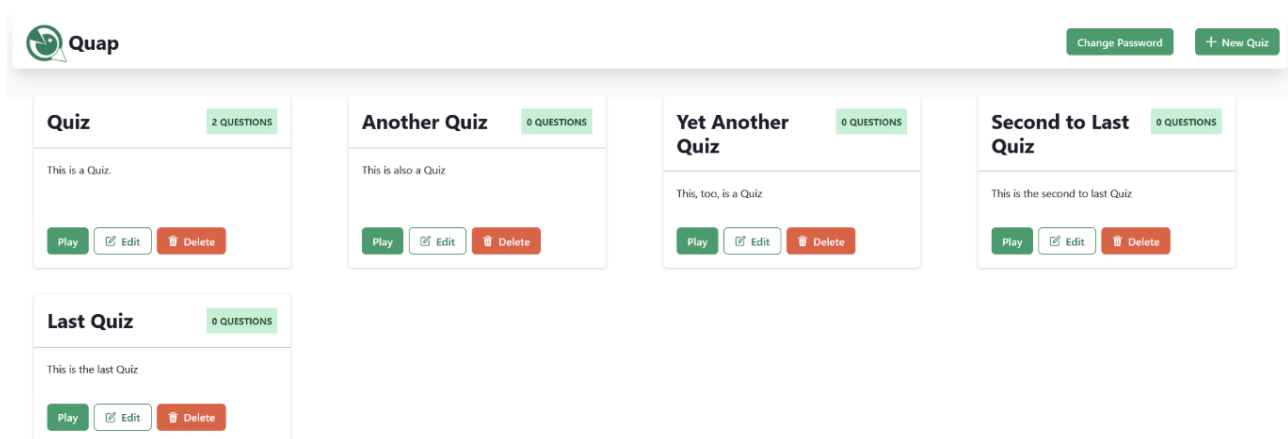 Quap
Change Password
New Quiz
Quiz
2 QUESTIONS
This is a Quiz.
Play
Edit
Delete
Another Quiz
0 QUESTIONS
This is also a Quiz
Play
Edit
Delete
Yet Another
Quiz
0 QUESTIONS
This, too, is a Quiz
Play
Edit
Delete
Second to Last
Quiz
0 QUESTIONS
This is the second to last Quiz
Play
Edit
Delete
Last Quiz
0 QUESTIONS
This is the last Quiz
Play
Edit
Delete